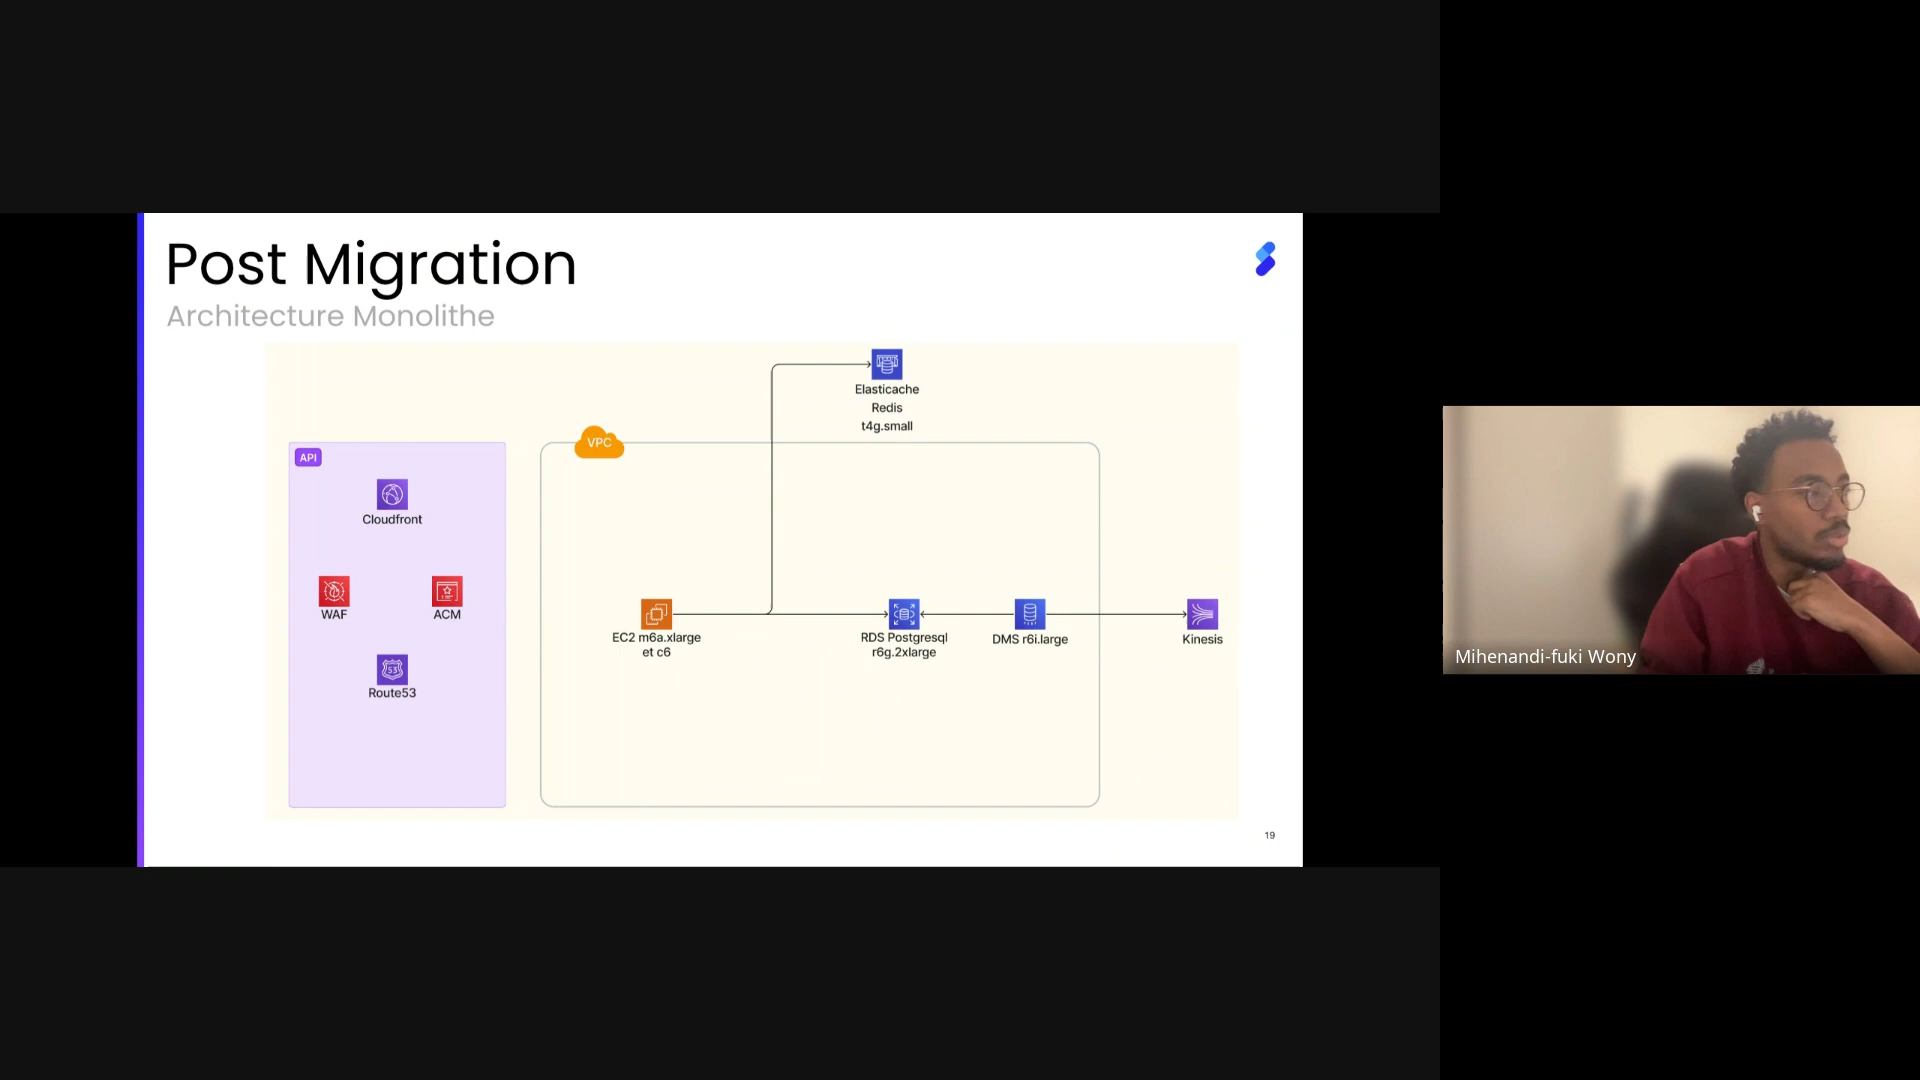 Post Migration
Architecture Monolithe
Elasticache
Redis
t4g.small
VPC
API
Cloudfront
WAF
ACM
Route53
EC2 m6a.xlarge
et c6
RDS Postgresql
r6g.2xlarge
DMS r6i.large
Kinesis
19
Mihenandi-fuki Wony